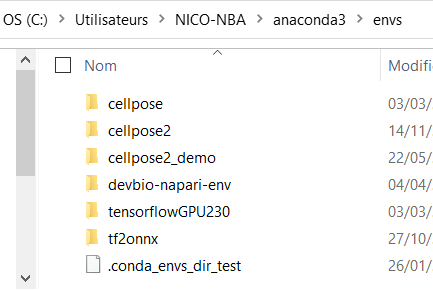 OS (C:) > Utilisateurs > NICO-NBA > anaconda3 > envs
Nom Modifi
cellpose 03/03/
cellpose2 14/11/
cellpose2_demo 22/05/
devbio-napari-env 04/04/
tensorflowGPU230 03/03/
tf2onnx 27/10/
.conda_envs_dir_test 26/01/